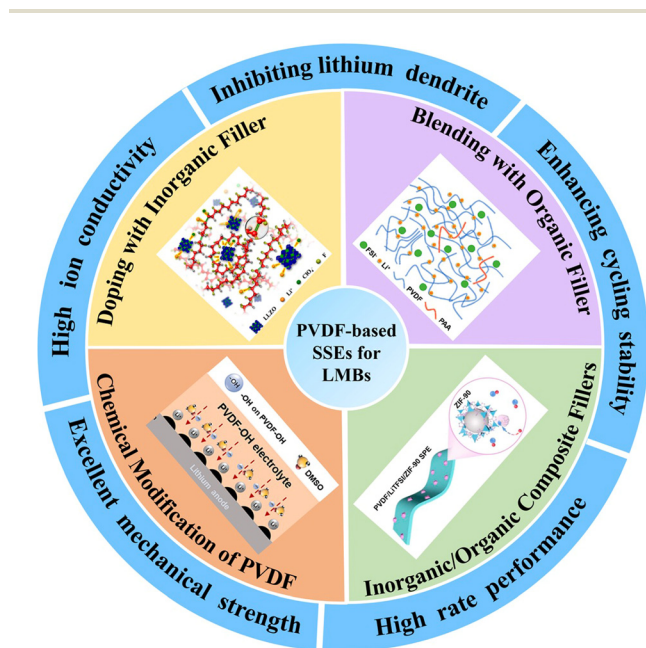 Inhibiting lithium dendrite
Enhancing cycling stability
High rate performance
Excellent mechanical strength
High ion conductivity
Doping with Inorganic Filler
LLZO
Li⁺
ClO₄⁻
F
Blending with Organic Filler
FSI⁻
Li⁺
PVDF
PAA
PVDF-based
SSEs for
LMBs
Chemical Modification of PVDF
-OH
-OH on PVDF-OH
PVDF-OH electrolyte
DMSO
Lithium anode
Inorganic/Organic Composite Fillers
ZIF-90
PVDF/LiTFSI/ZIF-90 SPE